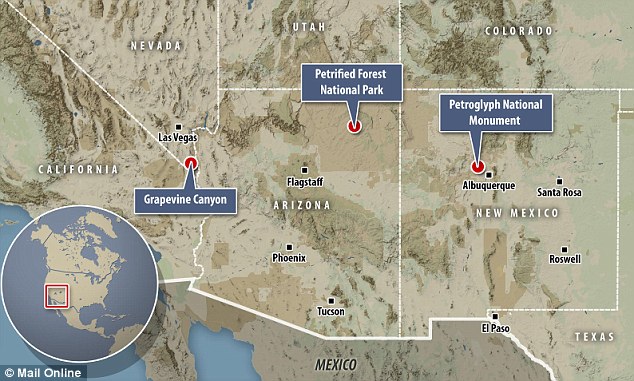 UTAH
COLORADO
NEVADA
Petrified Forest
National Park
Petroglyph National
Monument
Las Vegas
CALIFORNIA
Grapevine Canyon
Flagstaff
ARIZONA
Albuquerque
Santa Rosa
NEW MEXICO
Phoenix
Roswell
Tucson
El Paso
TEXAS
MEXICO
© Mail Online